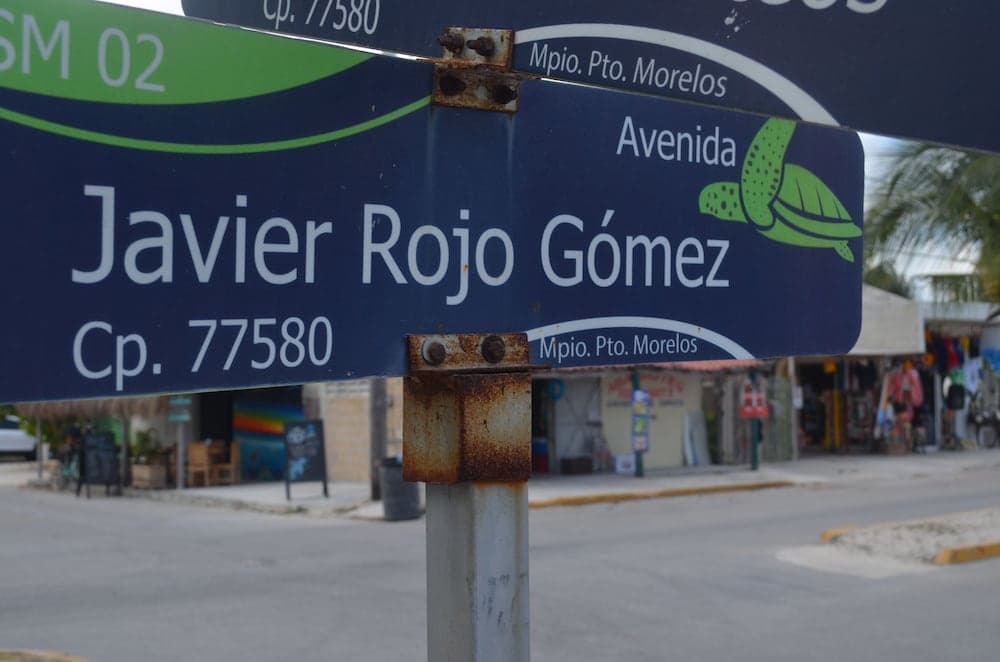 Cp. 77580
Mpio. Pto. Morelos
SM 02
Avenida
Javier Rojo Gómez
Cp. 77580
Mpio. Pto. Morelos